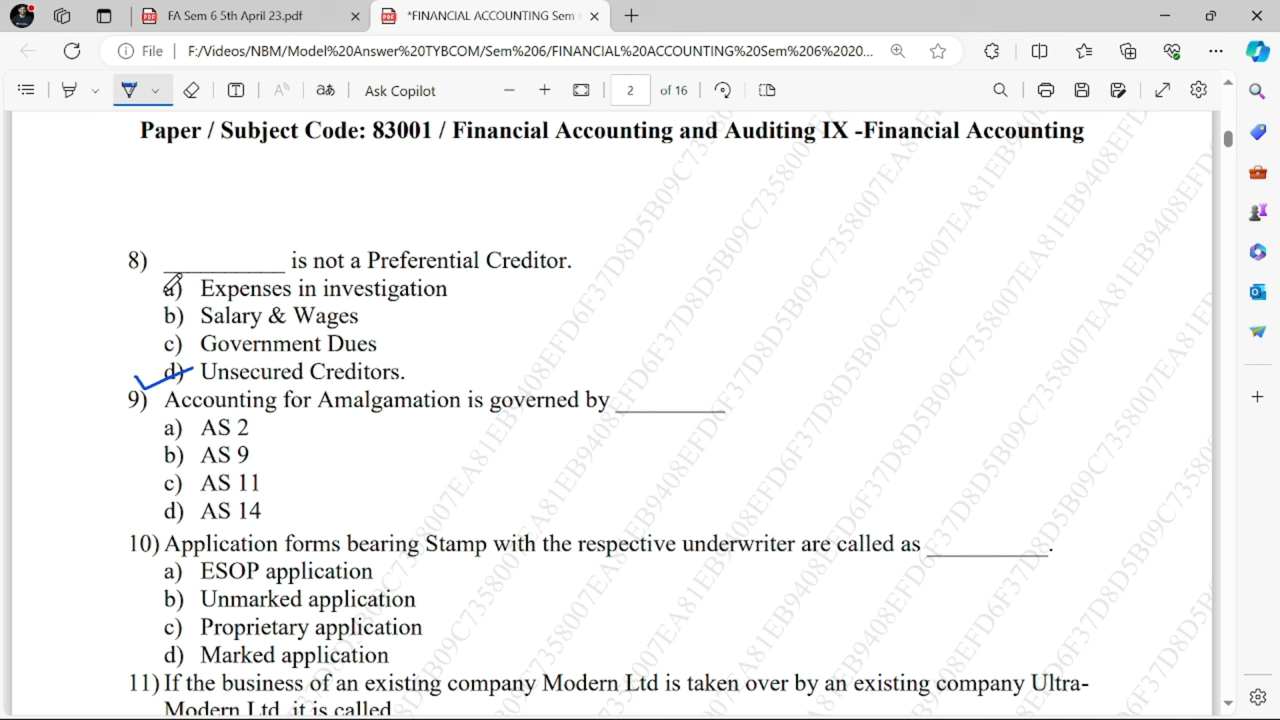 FA Sem 6 5th April 23.pdf
*FINANCIAL ACCOUNTING Sem
File
F:/Videos/NBM/Model%20Answer%20TYBCOM/Sem%206/FINANCIAL%20ACCOUNTING%20Sem%206%2020...
Ask Copilot
2 of 16
Paper / Subject Code: 83001 / Financial Accounting and Auditing IX -Financial Accounting
8) __________ is not a Preferential Creditor.
a) Expenses in investigation
b) Salary & Wages
c) Government Dues
d) Unsecured Creditors.
9) Accounting for Amalgamation is governed by _________
a) AS 2
b) AS 9
c) AS 11
d) AS 14
10) Application forms bearing Stamp with the respective underwriter are called as __________.
a) ESOP application
b) Unmarked application
c) Proprietary application
d) Marked application
11) If the business of an existing company Modern Ltd is taken over by an existing company Ultra-
Modern Ltd, it is called